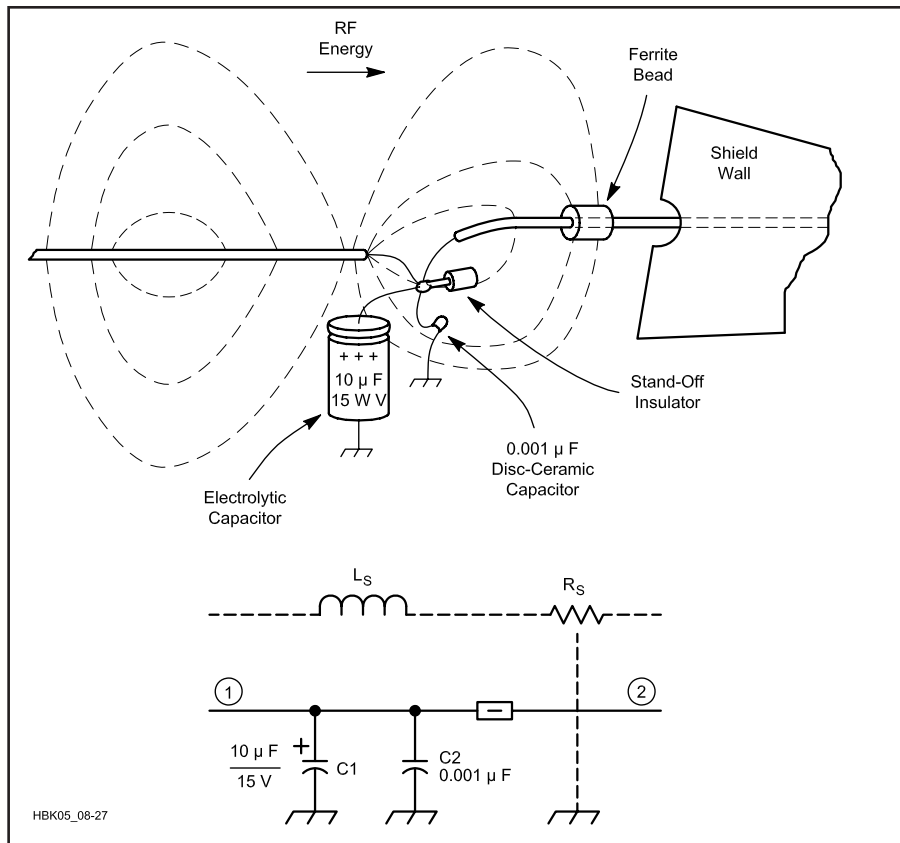 RF
Energy
Ferrite
Bead
Shield
Wall
+ + +
10 µ F
15 W V
Stand-Off
Insulator
0.001 µ F
Disc-Ceramic
Capacitor
Electrolytic
Capacitor
L_S
R_S
1
2
10 µ F
15 V
+
C1
C2
0.001 µ F
HBK05_08-27